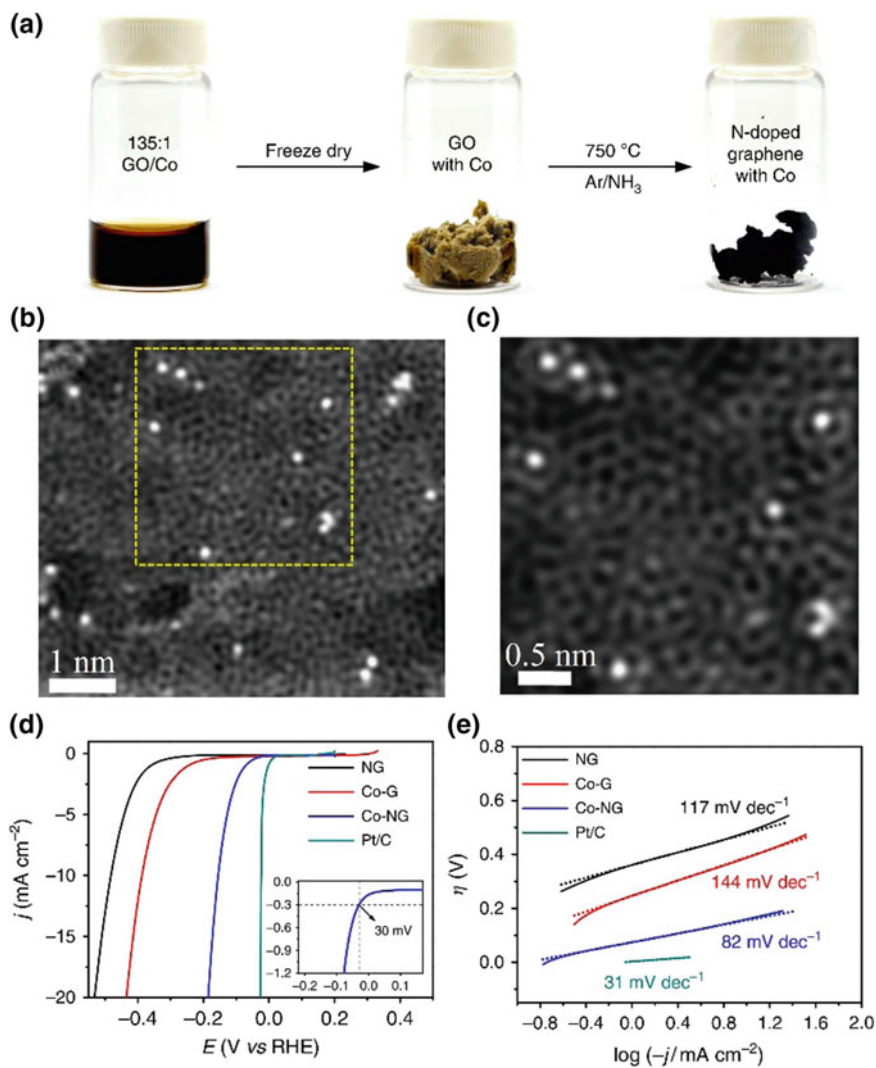 (a)
135:1
GO/Co
Freeze dry
GO
with Co
750 °C
Ar/NH₃
N-doped
graphene
with Co
(b)
1 nm
(c)
0.5 nm
(d)
0
−5
−10
−15
−20
j (mA cm⁻²)
NG
Co-G
Co-NG
Pt/C
0.0
−0.3
−0.6
−0.9
−1.2
30 mV
0.0
0.1
−0.4
−0.2
0.0
0.2
0.4
E (V vs RHE)
(e)
0.8
0.6
0.4
0.2
0.0
η (V)
NG
Co-G
Co-NG
Pt/C
117 mV dec⁻¹
144 mV dec⁻¹
82 mV dec⁻¹
31 mV dec⁻¹
−0.8
−0.4
0.0
0.4
0.8
1.2
1.6
2.0
log (−j/mA cm⁻²)